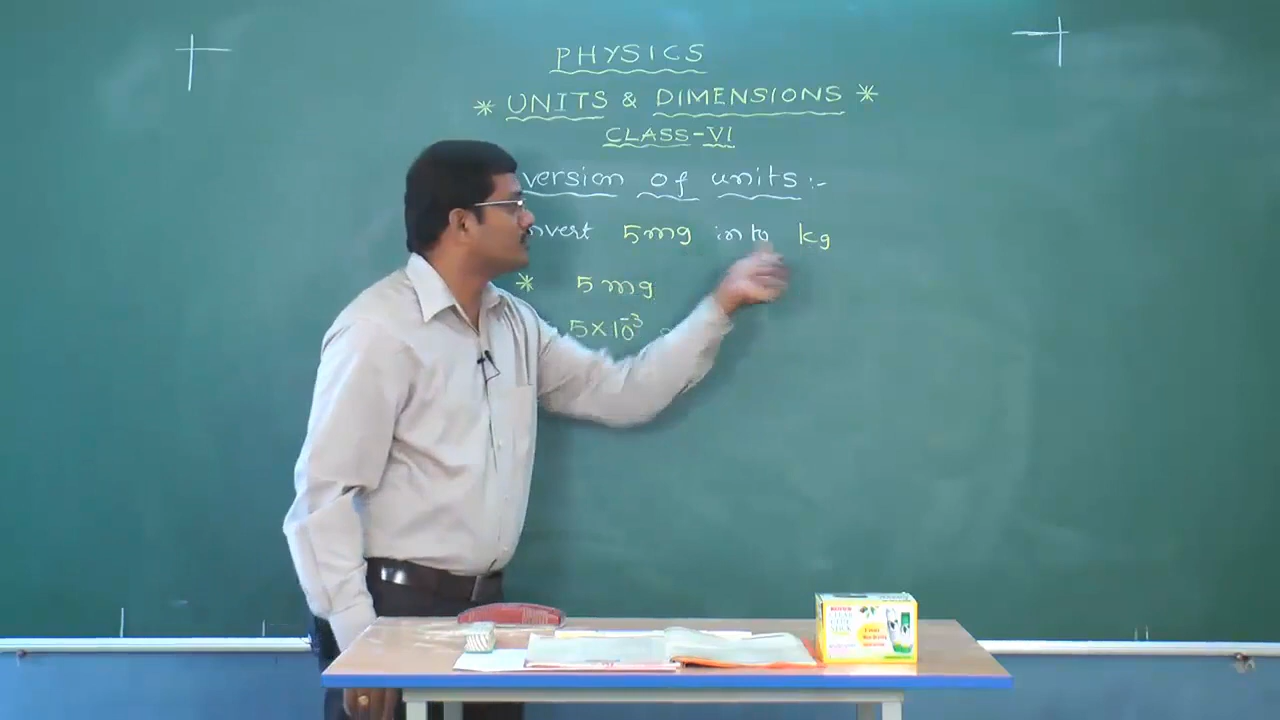 PHYSICS
* UNITS & DIMENSIONS *
CLASS-VI
version of units:-
nvert 5mg into kg
* 5mg
5×10⁻³